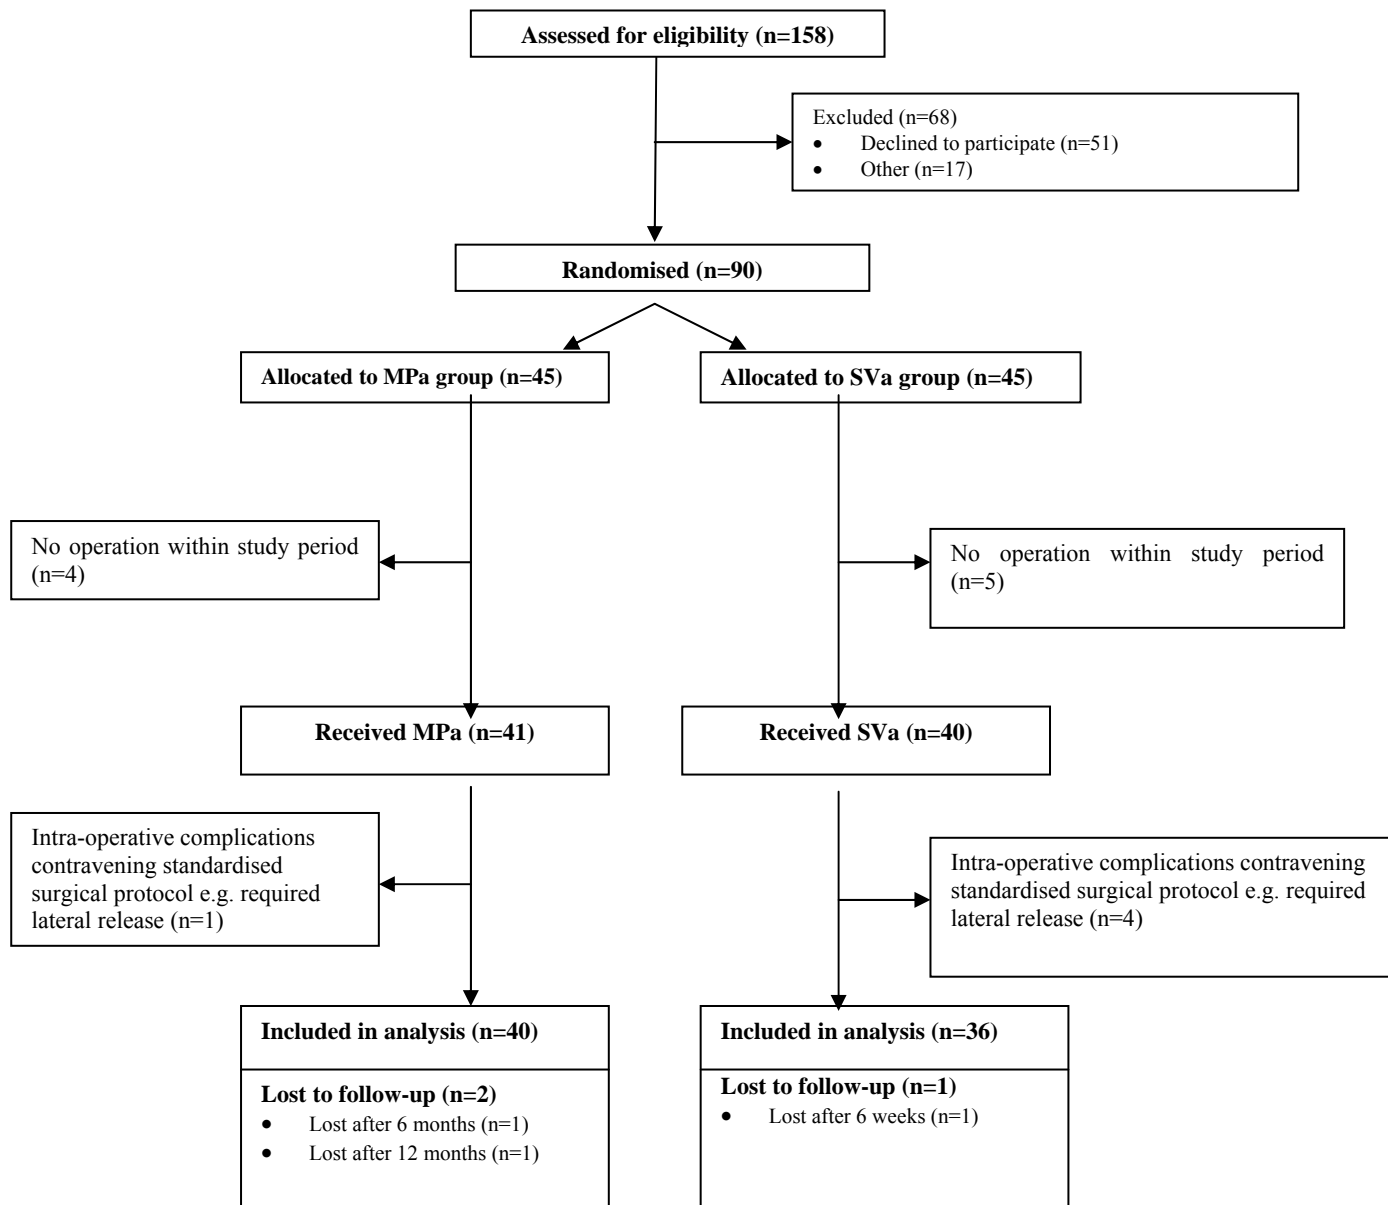 Assessed for eligibility (n=158)
Excluded (n=68)
• Declined to participate (n=51)
• Other (n=17)
Randomised (n=90)
Allocated to MPa group (n=45)
Allocated to SVa group (n=45)
No operation within study period
(n=4)
No operation within study period
(n=5)
Received MPa (n=41)
Received SVa (n=40)
Intra-operative complications
contravening standardised
surgical protocol e.g. required
lateral release (n=1)
Intra-operative complications contravening
standardised surgical protocol e.g. required
lateral release (n=4)
Included in analysis (n=40)
Lost to follow-up (n=2)
• Lost after 6 months (n=1)
• Lost after 12 months (n=1)
Included in analysis (n=36)
Lost to follow-up (n=1)
• Lost after 6 weeks (n=1)